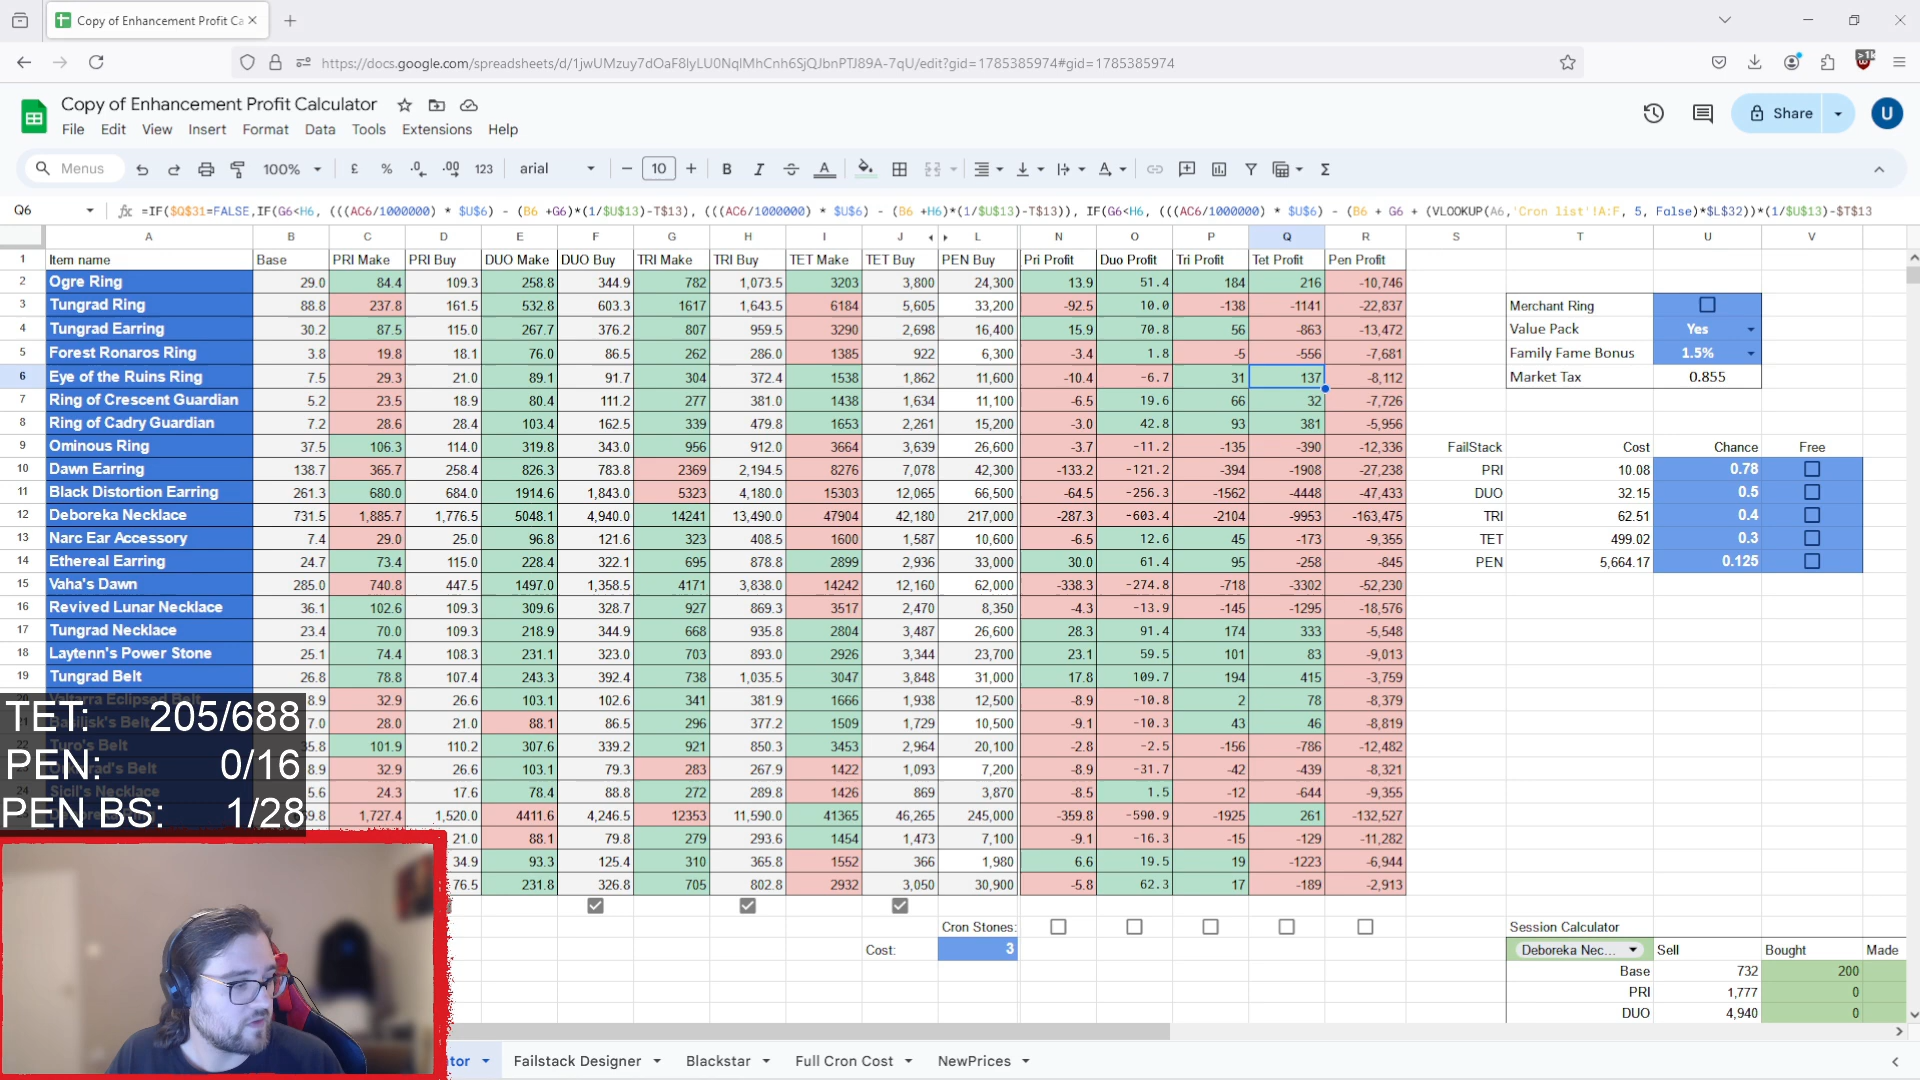 Copy of Enhancement Profit Ca
https://docs.google.com/spreadsheets/d/1jwUMzuy7dOaF8lyLU0NqlMhCnh6SjQJbnPTJ89A-7qU/edit?gid=1785385974#gid=1785385974
Copy of Enhancement Profit Calculator
File Edit View Insert Format Data Tools Extensions Help
Share
U
Menus 100% £ % .0 .00 123 arial 10
Q6 =IF($Q$31=FALSE,IF(G6<H6, (((AC6/1000000) * $U$6) - (B6 +G6)*(1/$U$13)-T$13), (((AC6/1000000) * $U$6) - (B6 +H6)*(1/$U$13)-T$13)), IF(G6<H6, (((AC6/1000000) * $U$6) - (B6 + G6 + (VLOOKUP(A6,'Cron list'!A:F, 5, False)*$L$32))*(1/$U$13)-$T$13
A B C D E F G H I J L N O P Q R S T U V
1 Item name Base PRI Make PRI Buy DUO Make DUO Buy TRI Make TRI Buy TET Make TET Buy PEN Buy Pri Profit Duo Profit Tri Profit Tet Profit Pen Profit
2 Ogre Ring 29.0 84.4 109.3 258.8 344.9 782 1,073.5 3203 3,800 24,300 13.9 51.4 184 216 -10,746
3 Tungrad Ring 88.8 237.8 161.5 532.8 603.3 1617 1,643.5 6184 5,605 33,200 -92.5 10.0 -138 -1141 -22,837 Merchant Ring
4 Tungrad Earring 30.2 87.5 115.0 267.7 376.2 807 959.5 3290 2,698 16,400 15.9 70.8 56 -863 -13,472 Value Pack Yes
5 Forest Ronaros Ring 3.8 19.8 18.1 76.0 86.5 262 286.0 1385 922 6,300 -3.4 1.8 -5 -556 -7,681 Family Fame Bonus 1.5%
6 Eye of the Ruins Ring 7.5 29.3 21.0 89.1 91.7 304 372.4 1538 1,862 11,600 -10.4 -6.7 31 137 -8,112 Market Tax 0.855
7 Ring of Crescent Guardian 5.2 23.5 18.9 80.4 111.2 277 381.0 1438 1,634 11,100 -6.5 19.6 66 32 -7,726
8 Ring of Cadry Guardian 7.2 28.6 28.4 103.4 162.5 339 479.8 1653 2,261 15,200 -3.0 42.8 93 381 -5,956
9 Ominous Ring 37.5 106.3 114.0 319.8 343.0 956 912.0 3664 3,639 26,600 -3.7 -11.2 -135 -390 -12,336 FailStack Cost Chance Free
10 Dawn Earring 138.7 365.7 258.4 826.3 783.8 2369 2,194.5 8276 7,078 42,300 -133.2 -121.2 -394 -1908 -27,238 PRI 10.08 0.78
11 Black Distortion Earring 261.3 680.0 684.0 1914.6 1,843.0 5323 4,180.0 15303 12,065 66,500 -64.5 -256.3 -1562 -4448 -47,433 DUO 32.15 0.5
12 Deboreka Necklace 731.5 1,885.7 1,776.5 5048.1 4,940.0 14241 13,490.0 47904 42,180 217,000 -287.3 -603.4 -2104 -9953 -163,475 TRI 62.51 0.4
13 Narc Ear Accessory 7.4 29.0 25.0 96.8 121.6 323 408.5 1600 1,587 10,600 -6.5 12.6 45 -173 -9,355 TET 499.02 0.3
14 Ethereal Earring 24.7 73.4 115.0 228.4 322.1 695 878.8 2899 2,936 33,000 30.0 61.4 95 -258 -845 PEN 5,664.17 0.125
15 Vaha's Dawn 285.0 740.8 447.5 1497.0 1,358.5 4171 3,838.0 14242 12,160 62,000 -338.3 -274.8 -718 -3302 -52,230
16 Revived Lunar Necklace 36.1 102.6 109.3 309.6 328.7 927 869.3 3517 2,470 8,350 -4.3 -13.9 -145 -1295 -18,576
17 Tungrad Necklace 23.4 70.0 109.3 218.9 344.9 668 935.8 2804 3,487 26,600 28.3 91.4 174 333 -5,548
18 Laytenn's Power Stone 25.1 74.4 108.3 231.1 323.0 703 893.0 2926 3,344 23,700 23.1 59.5 101 83 -9,013
19 Tungrad Belt 26.8 78.8 107.4 243.3 392.4 738 1,035.5 3047 3,848 31,000 17.8 109.7 194 415 -3,759
Valtarra Eclipsed Belt 8.9 32.9 26.6 103.1 102.6 341 381.9 1666 1,938 12,500 -8.9 -10.8 2 78 -8,379
Basilisk's Belt 7.0 28.0 21.0 88.1 86.5 296 377.2 1509 1,729 10,500 -9.1 -10.3 43 46 -8,819
22 Turo's Belt 35.8 101.9 110.2 307.6 339.2 921 850.3 3453 2,964 20,100 -2.8 -2.5 -156 -786 -12,482
8.9 32.9 26.6 103.1 79.3 283 267.9 1422 1,093 7,200 -8.9 -31.7 -42 -439 -8,321
24 Sicil's Necklace 5.6 24.3 17.6 78.4 88.8 272 289.8 1426 869 3,870 -8.5 1.5 -12 -644 -9,355
1,727.4 1,520.0 4411.6 4,246.5 12353 11,590.0 41365 46,265 245,000 -359.8 -590.9 -1925 261 -132,527
21.0 88.1 79.8 279 293.6 1454 1,473 7,100 -9.1 -16.3 -15 -129 -11,282
34.9 93.3 125.4 310 365.8 1552 366 1,980 6.6 19.5 19 -1223 -6,944
76.5 231.8 326.8 705 802.8 2932 3,050 30,900 -5.8 62.3 17 -189 -2,913
TET: 205/688
PEN: 0/16
PEN BS: 1/28
Cron Stones: Session Calculator
Cost: 3 Deboreka Nec... Sell Bought Made
Base 732 200
PRI 1,777 0
DUO 4,940 0
tor Failstack Designer Blackstar Full Cron Cost NewPrices